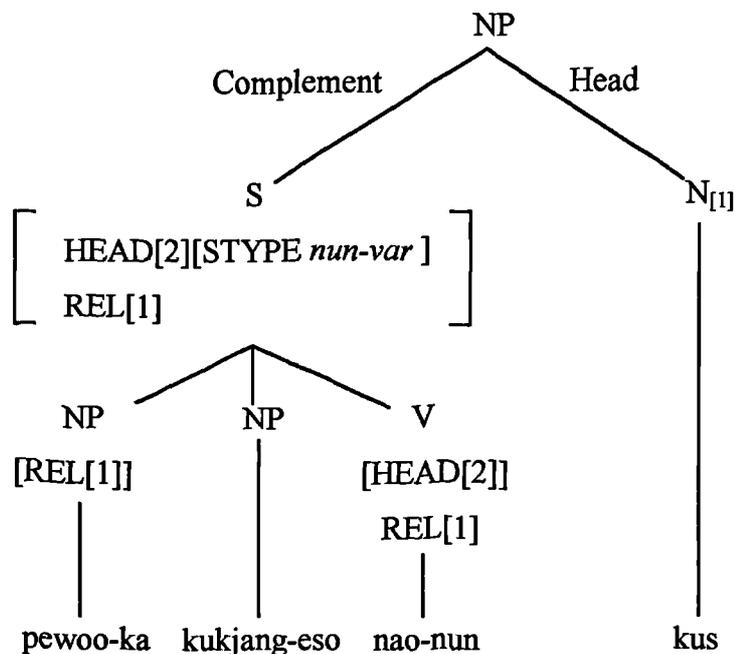 NP
Complement Head
S N[1]
HEAD[2][STYPE nun-var ]
REL[1]
NP NP V
[REL[1]] [HEAD[2]]
REL[1]
pewoo-ka kukjang-eso nao-nun kus